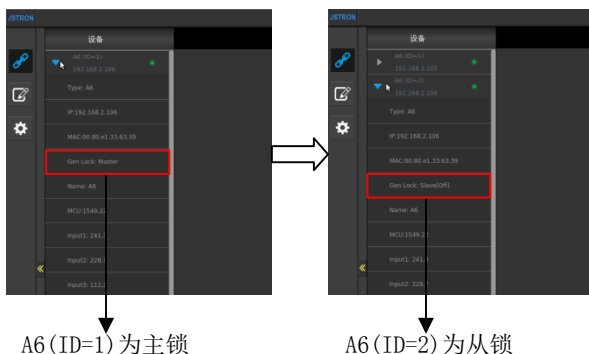 JSTRON
设备
A6 (ID=1)
192.168.2.106
Type: A6
IP:192.168.2.106
MAC:00.80.e1.33.63.39
Gen Lock: Master
Name: A6
MCU:1549.22
Input1: 241.
Input2: 228.
Input3: 112.2
A6(ID=1)为主锁
JSTRON
设备
A6 (ID=1)
192.168.2.105
A6 (ID=2)
192.168.2.106
Type: A6
IP:192.168.2.106
MAC:00.80.e1.33.63.39
Gen Lock: Slave(Off)
Name: A6
MCU:1549.2
Input1: 241.
Input2: 228.
A6(ID=2)为从锁